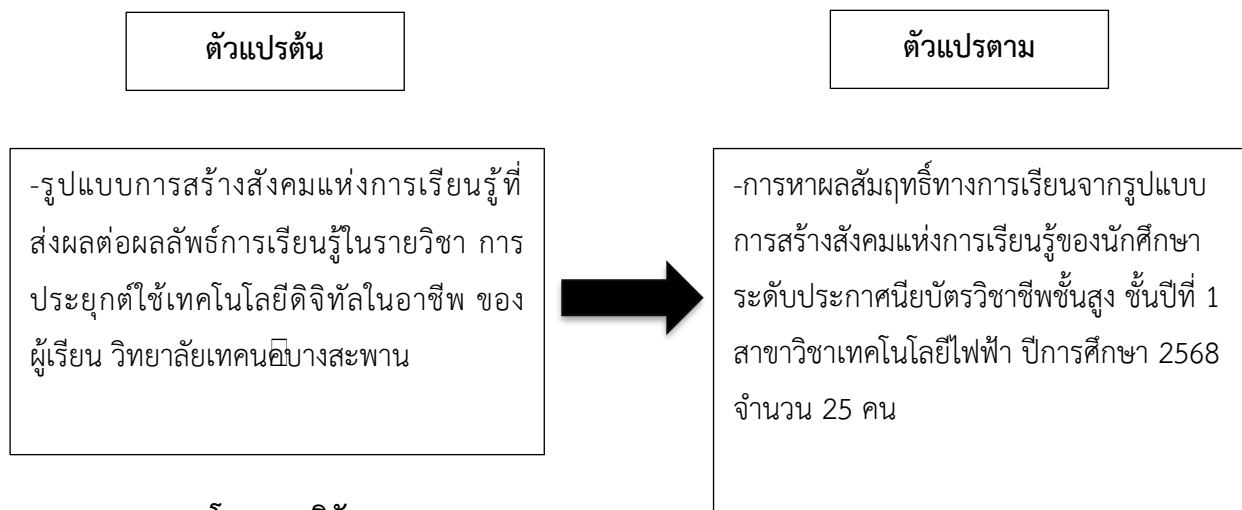 ตัวแปรต้น
ตัวแปรตาม
-รูปแบบการสร้างสังคมแห่งการเรียนรู้ที่
ส่งผลต่อผลลัพธ์การเรียนรู้ในรายวิชา การ
ประยุกต์ใช้เทคโนโลยีดิจิทัลในอาชีพ ของ
ผู้เรียน วิทยาลัยเทคนคิบางสะพาน
-การหาผลสัมฤทธิ์ทางการเรียนจากรูปแบบ
การสร้างสังคมแห่งการเรียนรู้ของนักศึกษา
ระดับประกาศนียบัตรวิชาชีพชั้นสูง ชั้นปีที่ 1
สาขาวิชาเทคโนโลยีไฟฟ้า ปีการศึกษา 2568
จำนวน 25 คน